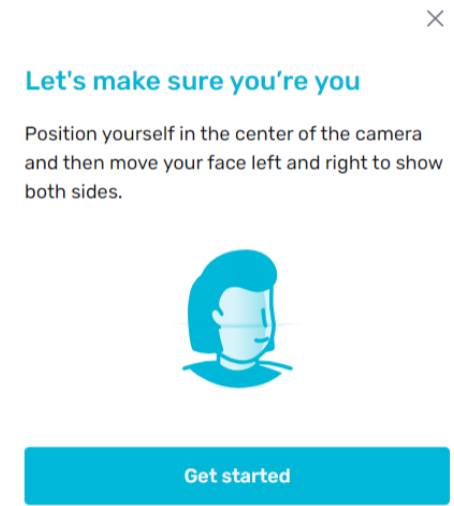 Let's make sure you’re you
Position yourself in the center of the camera
and then move your face left and right to show
both sides.
Get started